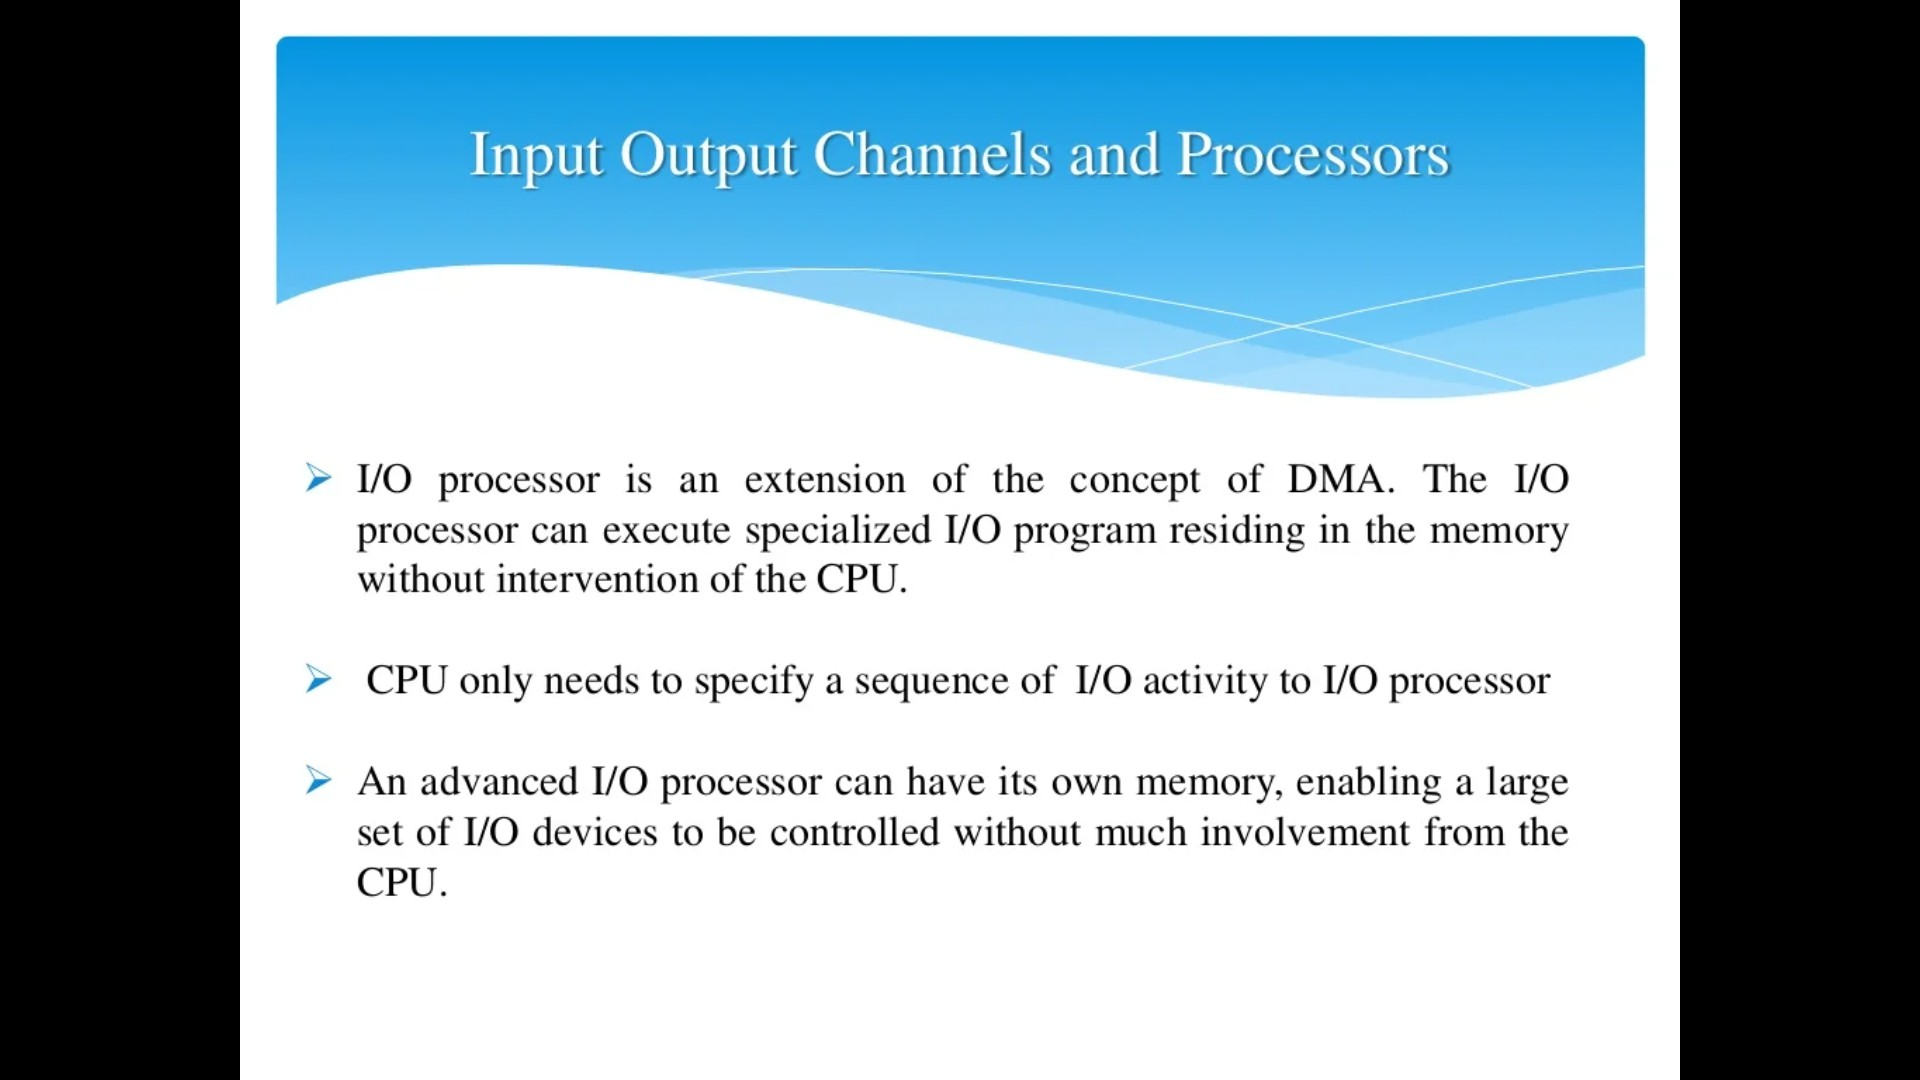 Input Output Channels and Processors
I/O processor is an extension of the concept of DMA. The I/O
processor can execute specialized I/O program residing in the memory
without intervention of the CPU.
CPU only needs to specify a sequence of I/O activity to I/O processor
An advanced I/O processor can have its own memory, enabling a large
set of I/O devices to be controlled without much involvement from the
CPU.